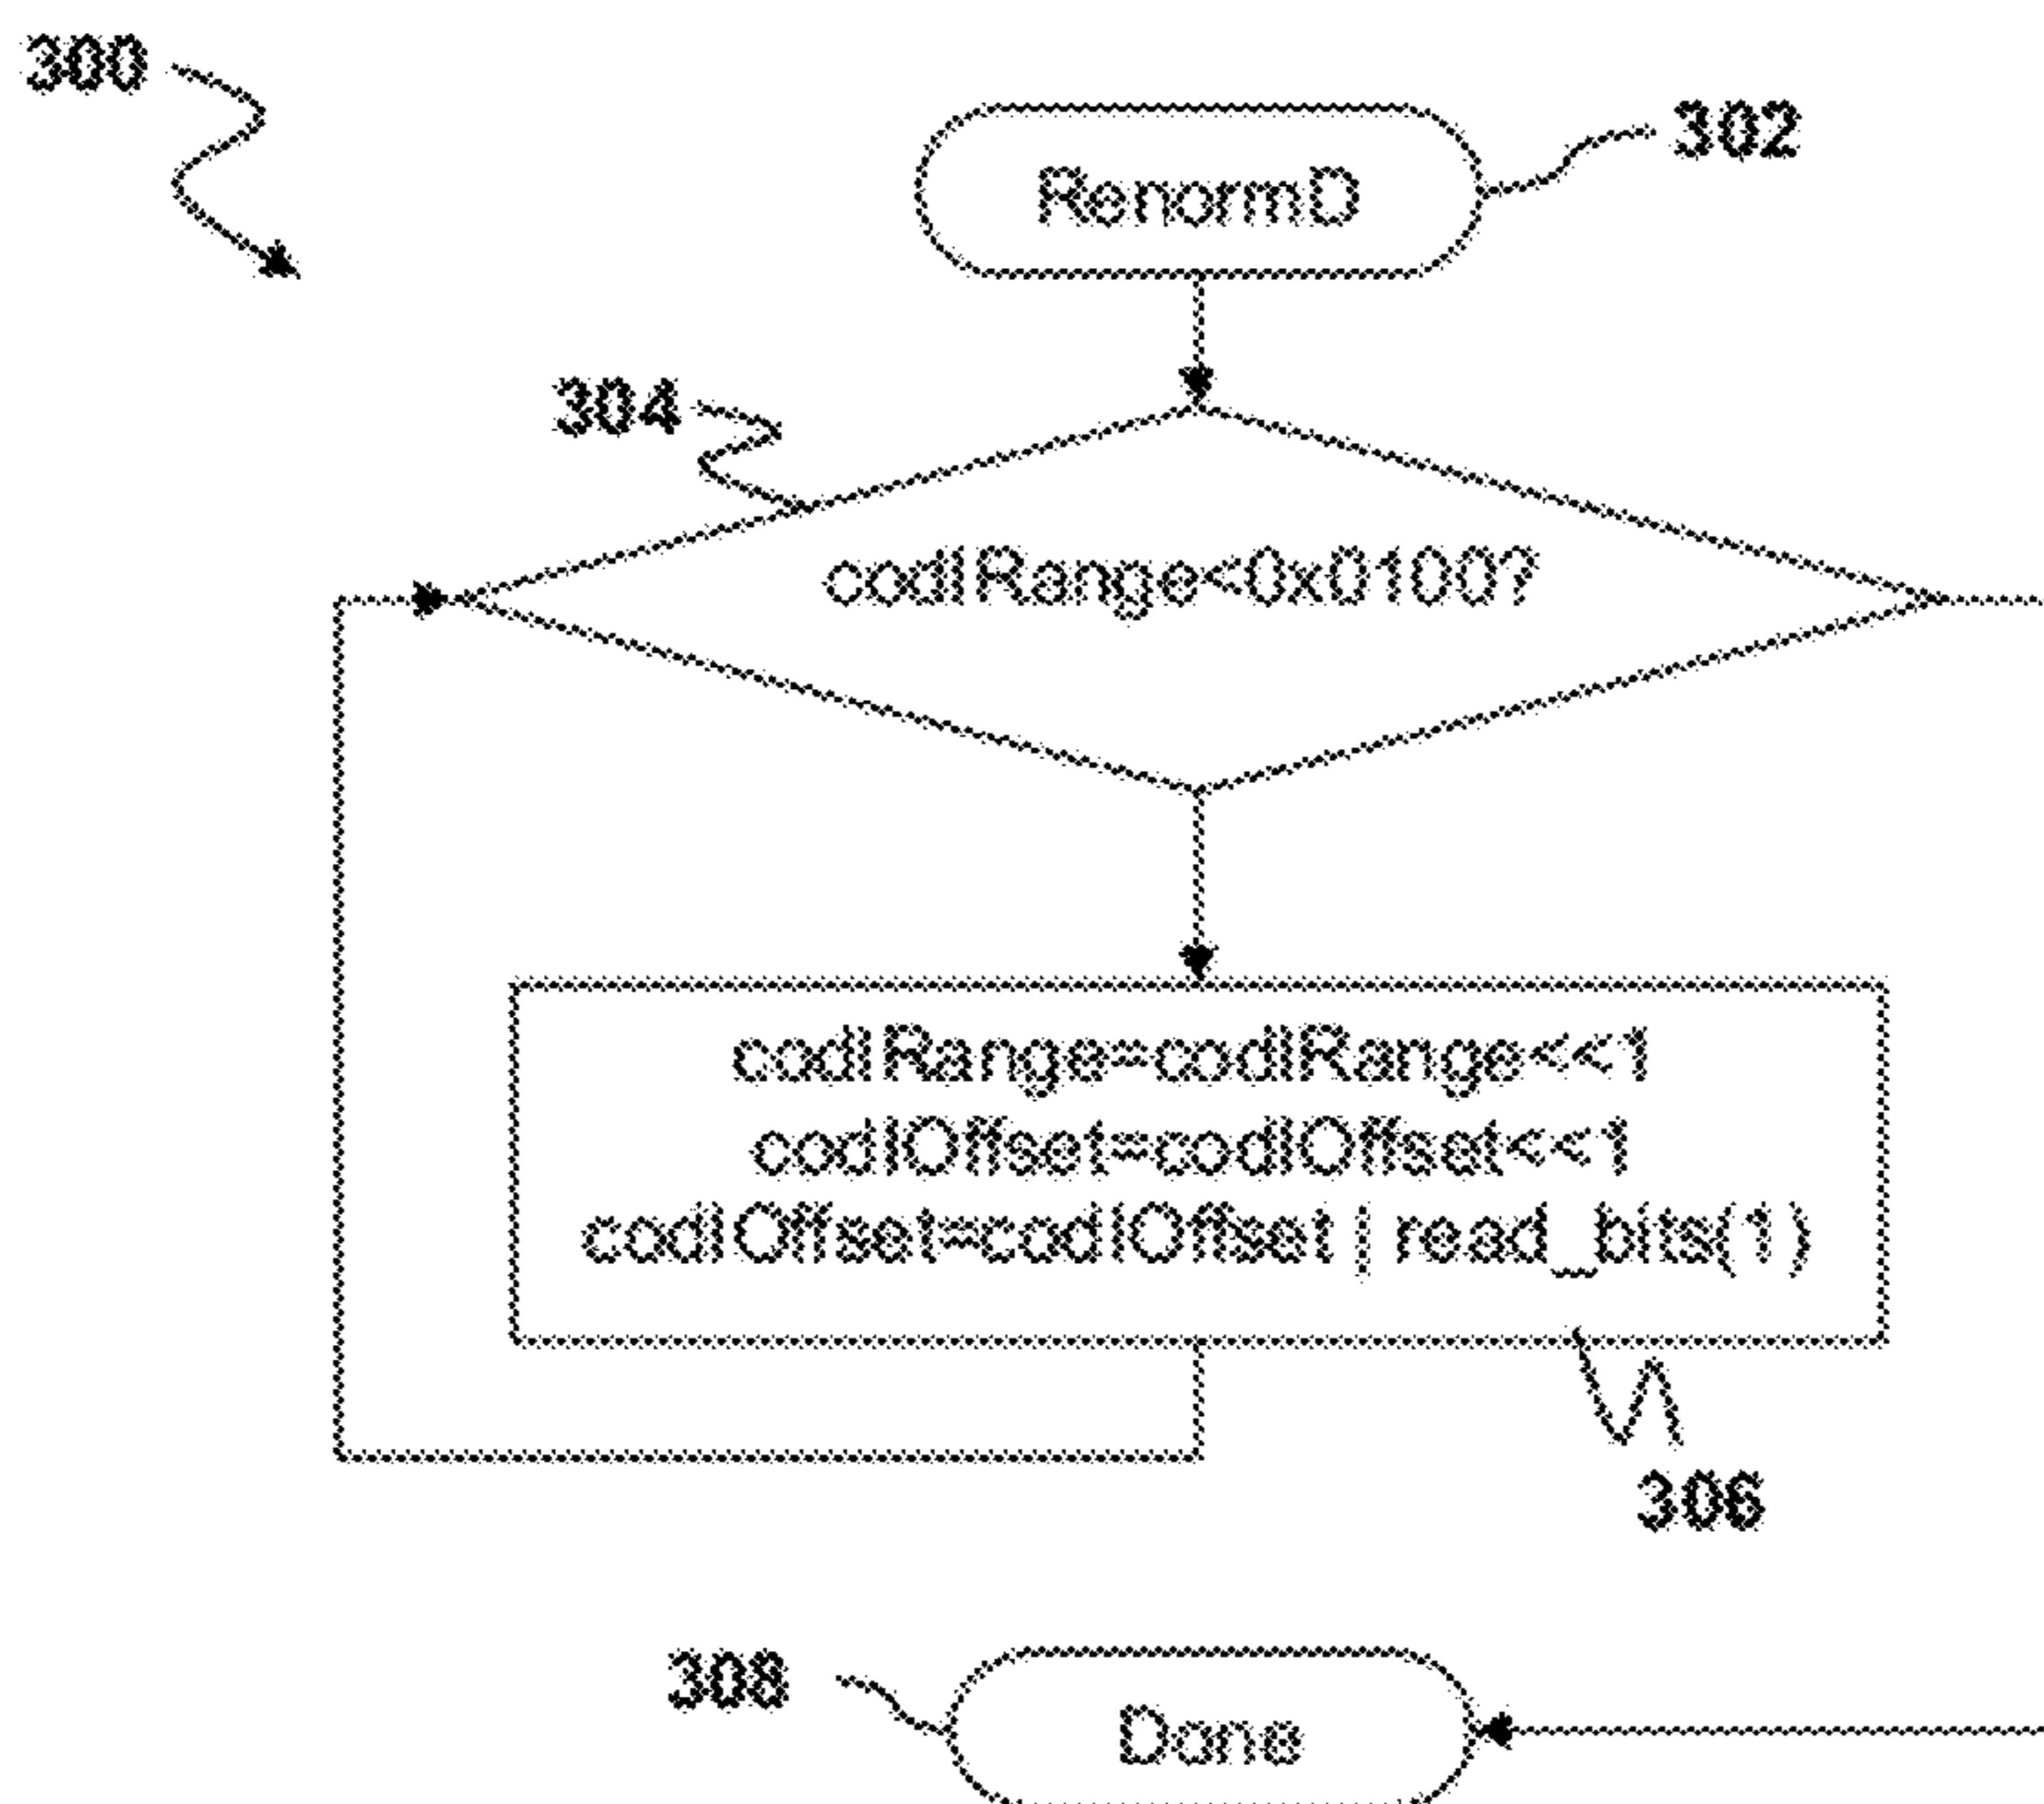 300
RenormD
302
304
codIRange<0x0100?
codIRange=codIRange<<1
codIOffset=codIOffset<<1
codIOffset=codIOffset | read_bits(1)
306
308
Done